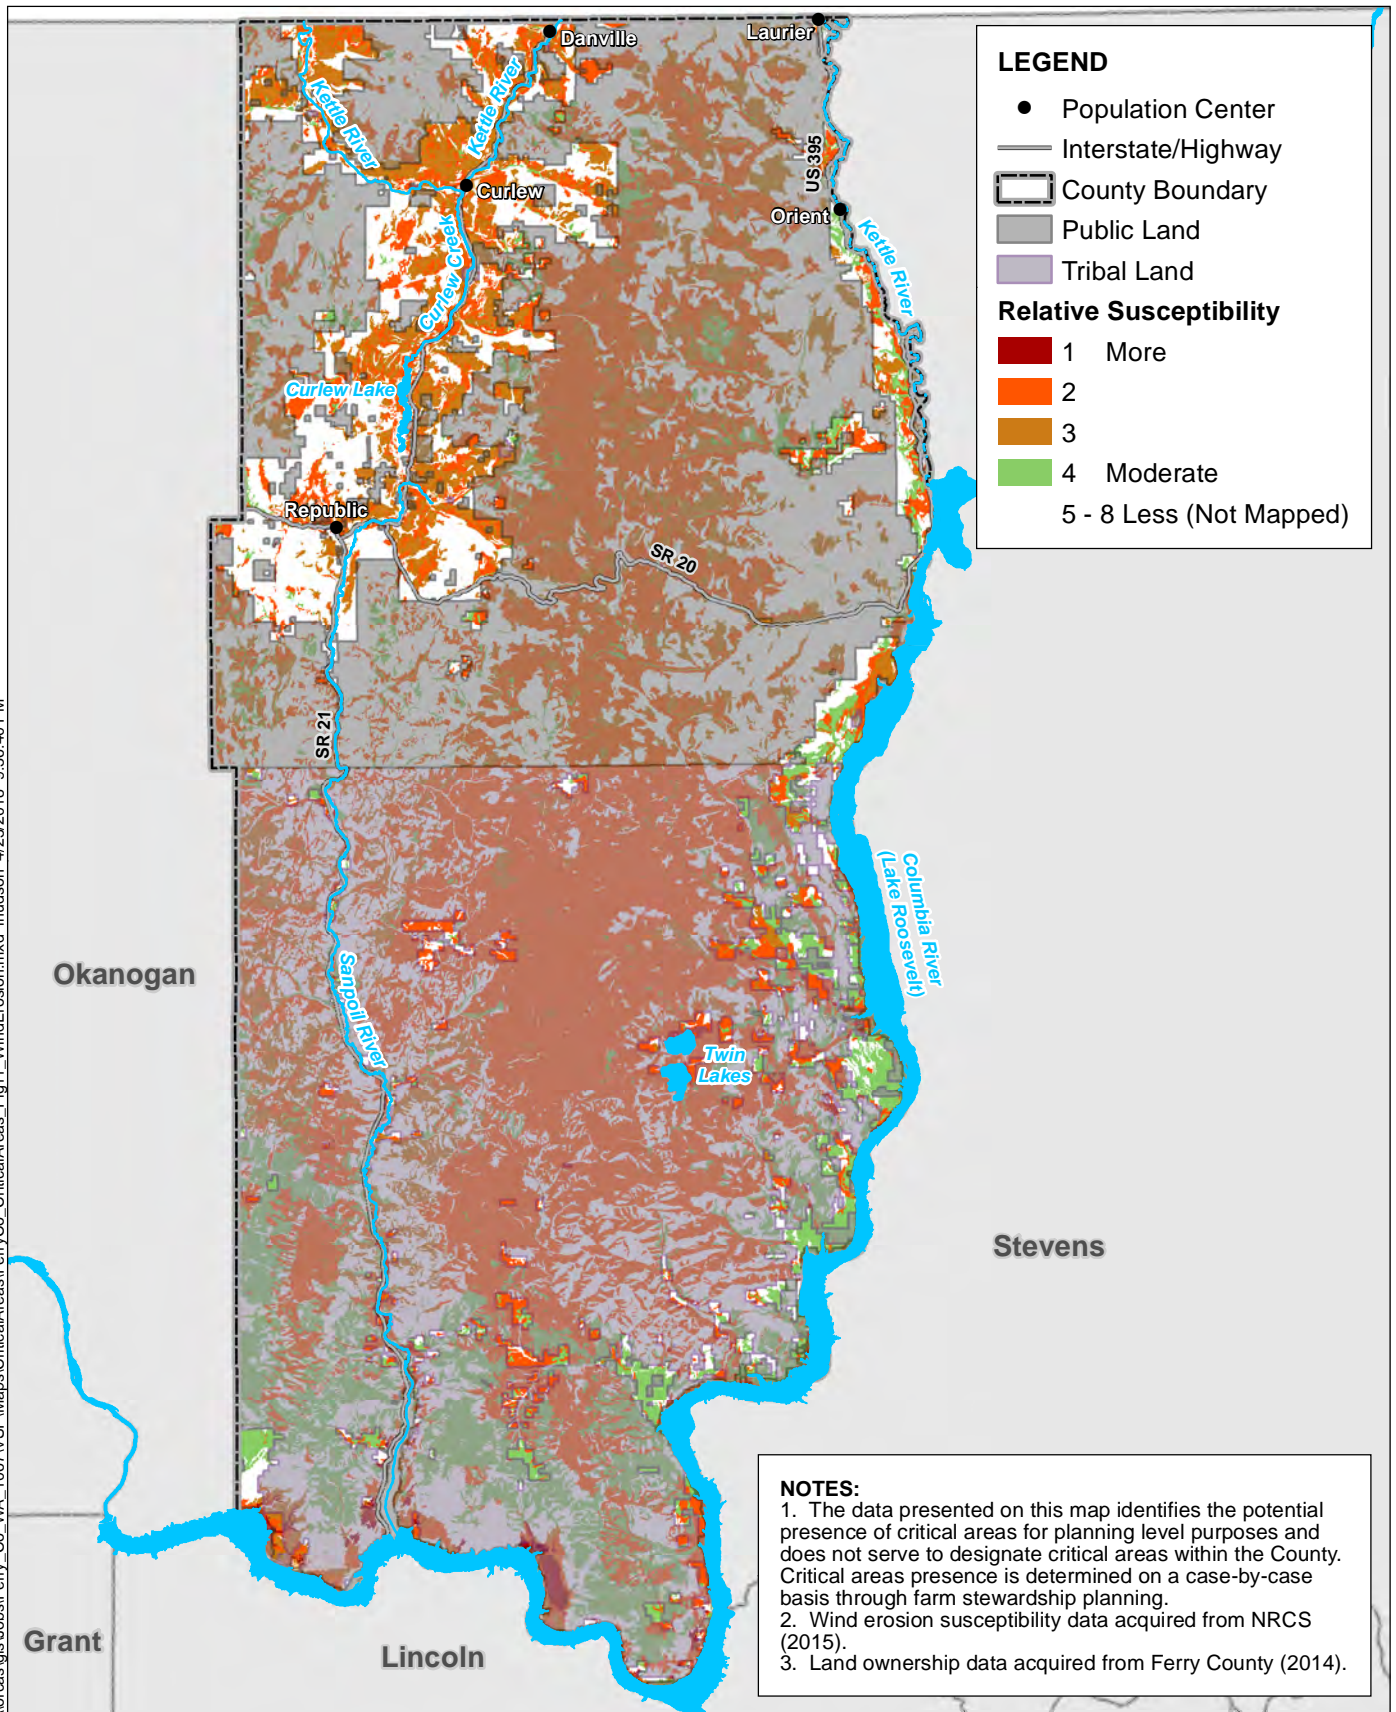 Danville
Laurier
Kettle River
Kettle River
Curlew
US 395
Orient
Kettle River
Curlew Creek
Curlew Lake
Republic
SR 20
SR 21
Columbia River
(Lake Roosevelt)
Okanogan
Sanpoil River
Twin
Lakes
Stevens
Grant
Lincoln
LEGEND
Population Center
Interstate/Highway
County Boundary
Public Land
Tribal Land
Relative Susceptibility
1 More
2
3
4 Moderate
5 - 8 Less (Not Mapped)
NOTES:
1. The data presented on this map identifies the potential
presence of critical areas for planning level purposes and
does not serve to designate critical areas within the County.
Critical areas presence is determined on a case-by-case
basis through farm stewardship planning.
2. Wind erosion susceptibility data acquired from NRCS
(2015).
3. Land ownership data acquired from Ferry County (2014).